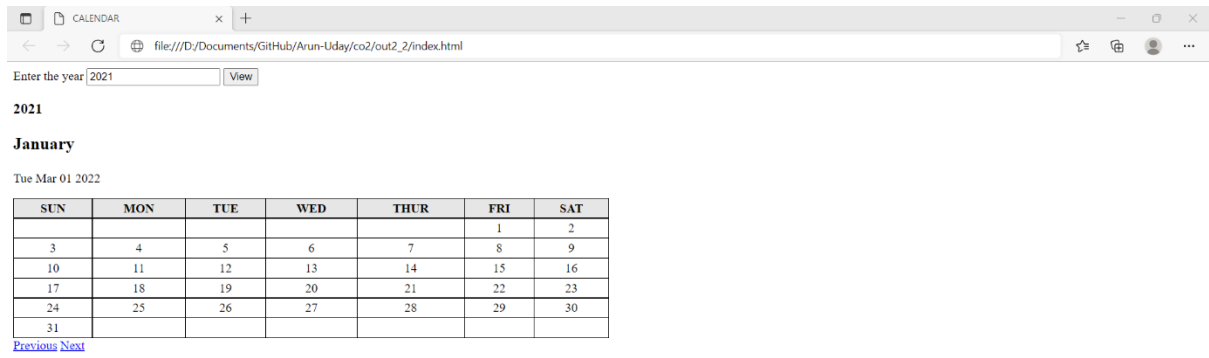 CALENDAR
file:///D:/Documents/GitHub/Arun-Uday/co2/out2_2/index.html
Enter the year 2021 View
2021
January
Tue Mar 01 2022
SUN MON TUE WED THUR FRI SAT
1 2
3 4 5 6 7 8 9
10 11 12 13 14 15 16
17 18 19 20 21 22 23
24 25 26 27 28 29 30
31
Previous Next